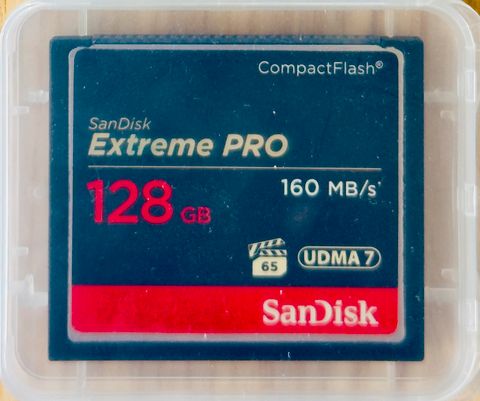 CompactFlash®
SanDisk
Extreme PRO
128 GB
160 MB/s
65
UDMA 7
SanDisk